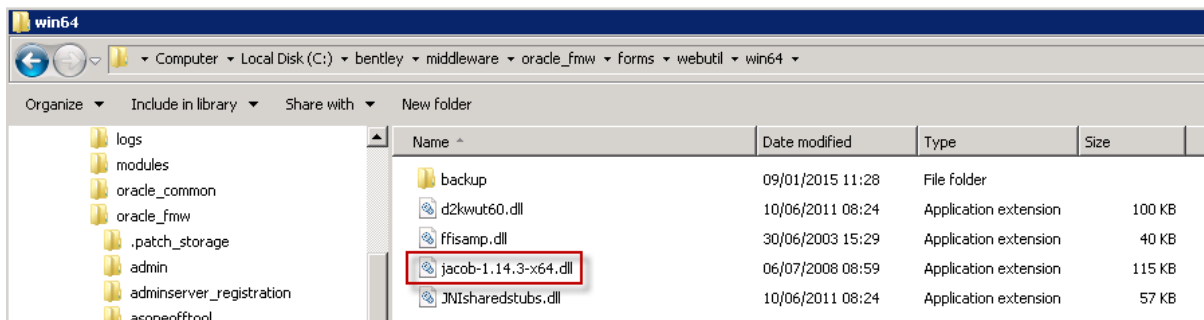 win64
Computer Local Disk (C:) bentley middleware oracle_fmw forms webutil win64
Organize Include in library Share with New folder
logs
modules
oracle_common
oracle_fmw
.patch_storage
admin
adminserver_registration
asoneofftool
Name Date modified Type Size
backup 09/01/2015 11:28 File folder
d2kwut60.dll 10/06/2011 08:24 Application extension 100 KB
ffisamp.dll 30/06/2003 15:29 Application extension 40 KB
jacob-1.14.3-x64.dll 06/07/2008 08:59 Application extension 115 KB
JNIsharedstubs.dll 10/06/2011 08:24 Application extension 57 KB